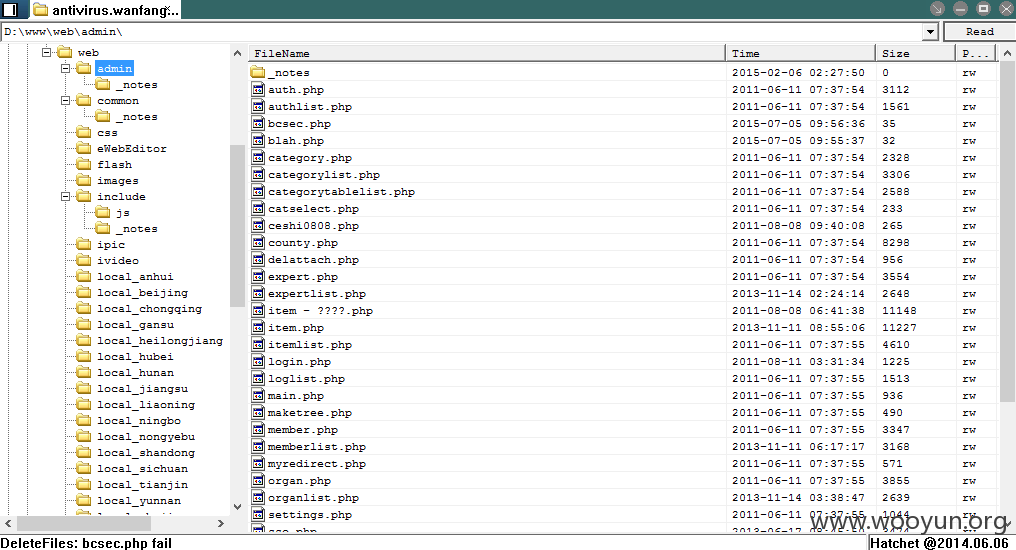 antivirus.wanfang...
D:\www\web\admin\
Read
web
admin
_notes
common
_notes
css
eWebEditor
flash
images
include
js
_notes
ipic
ivideo
local_anhui
local_beijing
local_chongqing
local_gansu
local_heilongjiang
local_hubei
local_hunan
local_jiangsu
local_liaoning
local_ningbo
local_nongyebu
local_shandong
local_sichuan
local_tianjin
local_yunnan
FileName Time Size P...
_notes 2015-02-06 02:27:50 0 rw
auth.php 2011-06-11 07:37:54 3112 rw
authlist.php 2011-06-11 07:37:54 1561 rw
bcsec.php 2015-07-05 09:56:36 35 rw
blah.php 2015-07-05 09:55:37 32 rw
category.php 2011-06-11 07:37:54 2328 rw
categorylist.php 2011-06-11 07:37:54 3306 rw
categorytablelist.php 2011-06-11 07:37:54 2588 rw
catselect.php 2011-06-11 07:37:54 233 rw
ceshi0808.php 2011-08-08 09:40:08 265 rw
county.php 2011-06-11 07:37:54 8298 rw
delattach.php 2011-06-11 07:37:54 956 rw
expert.php 2011-06-11 07:37:54 3554 rw
expertlist.php 2013-11-14 02:24:14 2648 rw
item - ????.php 2011-08-08 06:41:38 11148 rw
item.php 2013-11-11 08:55:06 11227 rw
itemlist.php 2011-06-11 07:37:55 4610 rw
login.php 2011-08-11 03:31:34 1225 rw
loglist.php 2011-06-11 07:37:55 1513 rw
main.php 2011-06-11 07:37:55 936 rw
maketree.php 2011-06-11 07:37:55 490 rw
member.php 2011-06-11 07:37:55 3347 rw
memberlist.php 2013-11-11 06:17:17 3168 rw
myredirect.php 2011-06-11 07:37:55 571 rw
organ.php 2011-06-11 07:37:55 3855 rw
organlist.php 2013-11-14 03:38:47 2639 rw
settings.php 2011-06-11 07:37:55 1044 rw
www.wooyun.org
DeleteFiles: bcsec.php fail
Hatchet @2014.06.06